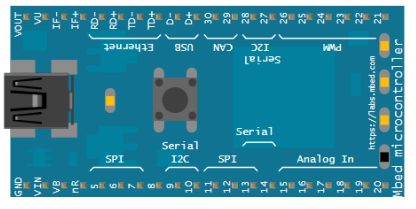 VOUT VU IF- IF+ RD- RD+ TD- TD+ D- D+ 30 29 28 27 26 25 24 23 22 21
Ethernet USB CAN I2C PWM
Serial
https://labs.mbed.com
Mbed microcontroller
Serial
Serial
SPI I2C SPI Analog In
GND VIN VB nR 5 6 7 8 9 10 11 12 13 14 15 16 17 18 19 20